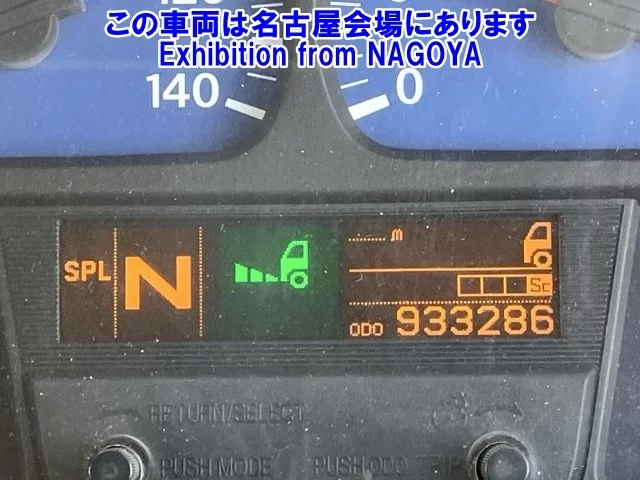 この車両は名古屋会場にあります
Exhibition from NAGOYA
140
0
m
SPL
N
Sc
ODO 933286
RETURN/SELECT
PUSH MODE
PUSH ODO TRIP